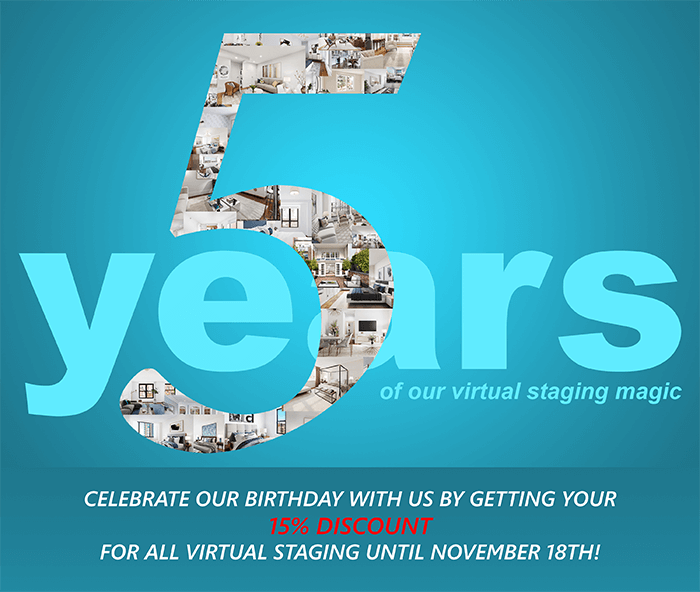 5
years
of our virtual staging magic
CELEBRATE OUR BIRTHDAY WITH US BY GETTING YOUR
15% DISCOUNT
FOR ALL VIRTUAL STAGING UNTIL NOVEMBER 18TH!